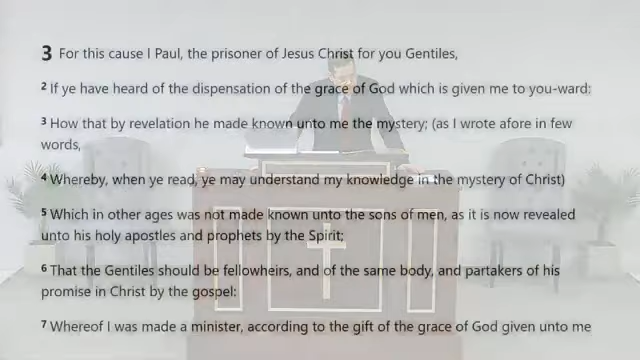 3 For this cause I Paul, the prisoner of Jesus Christ for you Gentiles,
2 If ye have heard of the dispensation of the grace of God which is given me to you-ward:
3 How that by revelation he made known unto me the mystery; (as I wrote afore in few
words,
4 Whereby, when ye read, ye may understand my knowledge in the mystery of Christ)
5 Which in other ages was not made known unto the sons of men, as it is now revealed
unto his holy apostles and prophets by the Spirit;
6 That the Gentiles should be fellowheirs, and of the same body, and partakers of his
promise in Christ by the gospel:
7 Whereof I was made a minister, according to the gift of the grace of God given unto me